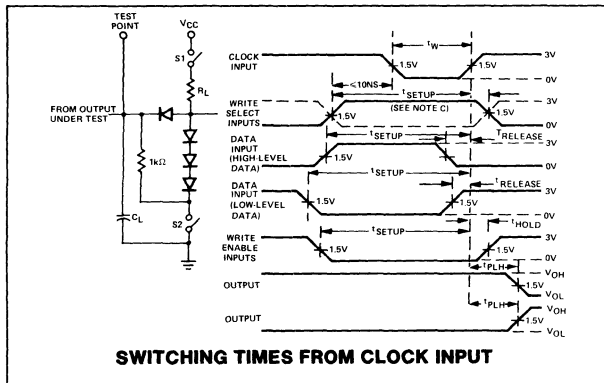 TEST
POINT
VCC
S1
RL
FROM OUTPUT
UNDER TEST
1kΩ
CL
S2
CLOCK
INPUT
tW
1.5V
1.5V
3V
0V
<10NS
tSETUP
(SEE NOTE C)
WRITE
SELECT
INPUTS
1.5V
1.5V
3V
0V
DATA
INPUT
(HIGH-LEVEL
DATA)
tSETUP
TRELEASE
1.5V
1.5V
3V
0V
DATA
INPUT
(LOW-LEVEL
DATA)
tSETUP
tRELEASE
1.5V
1.5V
3V
0V
WRITE
ENABLE
INPUTS
tSETUP
tHOLD
1.5V
1.5V
3V
0V
OUTPUT
tPLH
1.5V
VOH
VOL
OUTPUT
tPLH
1.5V
VOH
VOL
SWITCHING TIMES FROM CLOCK INPUT